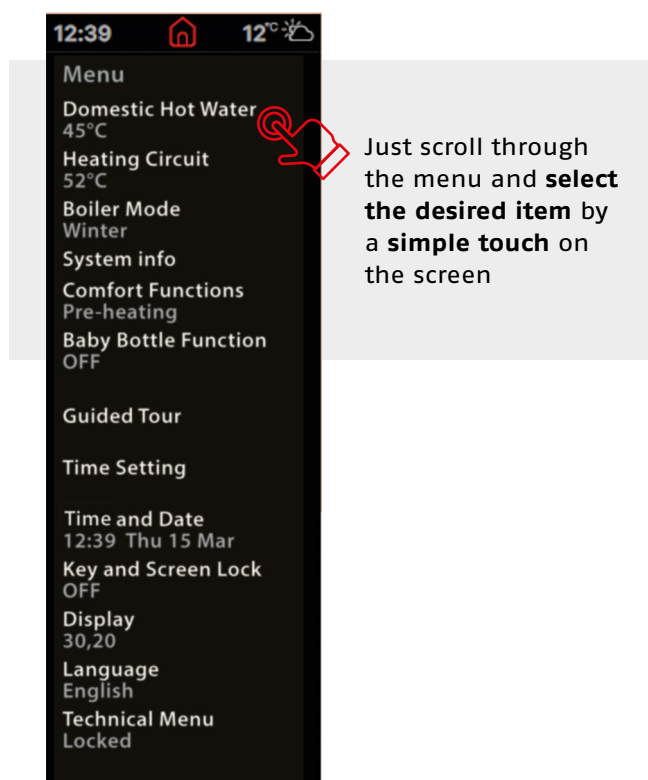 12:39 12°C
Menu
Domestic Hot Water
45°C
Heating Circuit
52°C
Boiler Mode
Winter
System info
Comfort Functions
Pre-heating
Baby Bottle Function
OFF
Guided Tour
Time Setting
Time and Date
12:39 Thu 15 Mar
Key and Screen Lock
OFF
Display
30,20
Language
English
Technical Menu
Locked
Just scroll through
the menu and select
the desired item by
a simple touch on
the screen